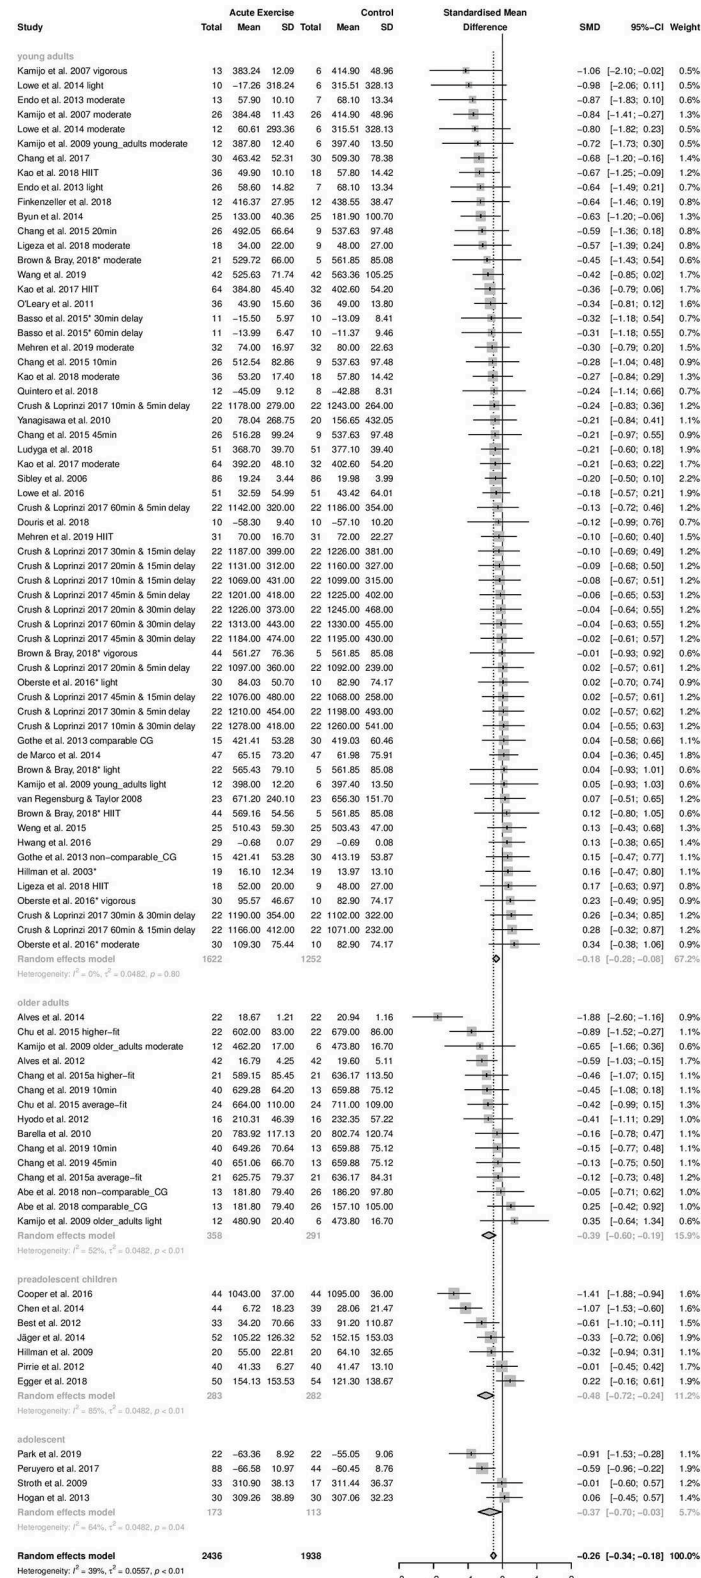 Acute Exercise Control Standardised Mean
Study Total Mean SD Total Mean SD Difference SMD 95%-CI Weight
young adults
Kamijo et al. 2007 vigorous 13 383.24 12.09 6 414.90 48.96 -1.06 [-2.10; -0.02] 0.5%
Lowe et al. 2014 light 10 -17.26 318.24 6 315.51 328.13 -0.98 [-2.06; 0.11] 0.5%
Endo et al. 2013 moderate 13 57.90 10.10 7 68.10 13.34 -0.87 [-1.83; 0.10] 0.6%
Kamijo et al. 2007 moderate 26 384.48 11.43 26 414.90 48.96 -0.84 [-1.41; -0.27] 1.3%
Lowe et al. 2014 moderate 12 60.61 293.36 6 315.51 328.13 -0.80 [-1.82; 0.23] 0.5%
Kamijo et al. 2009 young_adults moderate 12 387.80 12.40 6 397.40 13.50 -0.72 [-1.73; 0.30] 0.6%
Chang et al. 2017 30 463.42 52.31 30 509.30 78.38 -0.68 [-1.20; -0.16] 1.4%
Kao et al. 2018 HIIT 36 49.90 10.10 18 57.80 14.42 -0.67 [-1.25; -0.09] 1.2%
Endo et al. 2013 light 26 58.60 14.82 7 68.10 13.34 -0.64 [-1.49; 0.21] 0.7%
Finkenzeller et al. 2018 12 416.37 27.95 12 438.55 38.47 -0.64 [-1.46; 0.19] 0.8%
Byun et al. 2014 25 133.00 40.36 25 181.90 100.70 -0.63 [-1.20; -0.06] 1.2%
Chang et al. 2015 20min 26 492.05 66.64 9 537.63 97.48 -0.59 [-1.36; 0.18] 0.8%
Ligeza et al. 2018 moderate 18 34.00 22.00 9 48.00 27.00 -0.57 [-1.39; 0.24] 0.8%
Brown & Bray, 2018* moderate 21 529.72 66.00 5 561.85 85.08 -0.45 [-1.43; 0.54] 0.6%
Wang et al. 2019 42 525.63 71.74 42 563.36 105.25 -0.42 [-0.85; 0.02] 1.7%
Kao et al. 2017 HIIT 64 384.80 45.40 32 402.60 54.20 -0.36 [-0.79; 0.06] 1.7%
O'Leary et al. 2011 36 43.90 15.60 36 49.00 13.80 -0.34 [-0.81; 0.12] 1.6%
Basso et al. 2015* 30min delay 11 -15.50 5.97 10 -13.09 8.41 -0.32 [-1.18; 0.54] 0.7%
Basso et al. 2015* 60min delay 11 -13.99 6.47 10 -11.37 9.46 -0.31 [-1.18; 0.55] 0.7%
Mehren et al. 2019 moderate 32 74.00 16.97 32 80.00 22.63 -0.30 [-0.79; 0.20] 1.5%
Chang et al. 2015 10min 26 512.54 82.86 9 537.63 97.48 -0.28 [-1.04; 0.48] 0.9%
Kao et al. 2018 moderate 36 53.20 17.40 18 57.80 14.42 -0.27 [-0.84; 0.29] 1.2%
Quintero et al. 2018 12 -45.09 9.12 8 -42.88 8.31 -0.24 [-1.14; 0.66] 0.7%
Crush & Loprinzi 2017 10min & 5min delay 22 1178.00 279.00 22 1243.00 264.00 -0.24 [-0.83; 0.36] 1.2%
Yanagisawa et al. 2010 20 78.04 268.75 20 156.65 432.05 -0.21 [-0.84; 0.41] 1.1%
Chang et al. 2015 45min 26 516.28 99.24 9 537.63 97.48 -0.21 [-0.97; 0.55] 0.9%
Ludyga et al. 2018 51 368.70 39.70 51 377.10 39.40 -0.21 [-0.60; 0.18] 1.8%
Kao et al. 2017 moderate 64 392.20 48.10 32 402.60 54.20 -0.21 [-0.63; 0.22] 1.7%
Sibley et al. 2006 86 19.24 3.44 86 19.98 3.99 -0.20 [-0.50; 0.10] 2.2%
Lowe et al. 2016 51 32.59 54.99 51 43.42 64.01 -0.18 [-0.57; 0.21] 1.8%
Crush & Loprinzi 2017 60min & 5min delay 22 1142.00 320.00 22 1186.00 354.00 -0.13 [-0.72; 0.46] 1.2%
Douris et al. 2018 10 -58.30 9.40 10 -57.10 10.20 -0.12 [-0.99; 0.76] 0.7%
Mehren et al. 2019 HIIT 31 70.00 16.70 31 72.00 22.27 -0.10 [-0.60; 0.40] 1.5%
Crush & Loprinzi 2017 30min & 15min delay 22 1187.00 399.00 22 1226.00 381.00 -0.10 [-0.69; 0.49] 1.2%
Crush & Loprinzi 2017 20min & 15min delay 22 1131.00 312.00 22 1160.00 327.00 -0.09 [-0.68; 0.50] 1.2%
Crush & Loprinzi 2017 10min & 15min delay 22 1069.00 431.00 22 1099.00 315.00 -0.08 [-0.67; 0.51] 1.2%
Crush & Loprinzi 2017 45min & 5min delay 22 1201.00 418.00 22 1225.00 402.00 -0.06 [-0.65; 0.53] 1.2%
Crush & Loprinzi 2017 20min & 30min delay 22 1226.00 373.00 22 1245.00 468.00 -0.04 [-0.64; 0.55] 1.2%
Crush & Loprinzi 2017 60min & 30min delay 22 1313.00 443.00 22 1330.00 455.00 -0.04 [-0.63; 0.55] 1.2%
Crush & Loprinzi 2017 45min & 30min delay 22 1184.00 474.00 22 1195.00 430.00 -0.02 [-0.61; 0.57] 1.2%
Brown & Bray, 2018* vigorous 44 561.27 76.36 5 561.85 85.08 -0.01 [-0.93; 0.92] 0.6%
Crush & Loprinzi 2017 20min & 5min delay 22 1097.00 360.00 22 1092.00 239.00 0.02 [-0.57; 0.61] 1.2%
Oberste et al. 2016* light 30 84.03 50.70 10 82.90 74.17 0.02 [-0.70; 0.74] 0.9%
Crush & Loprinzi 2017 45min & 15min delay 22 1076.00 480.00 22 1068.00 258.00 0.02 [-0.57; 0.61] 1.2%
Crush & Loprinzi 2017 30min & 5min delay 22 1210.00 454.00 22 1198.00 493.00 0.02 [-0.57; 0.62] 1.2%
Crush & Loprinzi 2017 10min & 30min delay 22 1278.00 418.00 22 1260.00 541.00 0.04 [-0.55; 0.63] 1.2%
Gothe et al. 2013 comparable CG 15 421.41 53.28 30 419.03 60.46 0.04 [-0.58; 0.66] 1.1%
de Marco et al. 2014 47 65.15 73.20 47 61.98 75.91 0.04 [-0.36; 0.45] 1.8%
Brown & Bray, 2018* light 22 565.43 79.10 5 561.85 85.08 0.04 [-0.93; 1.01] 0.6%
Kamijo et al. 2009 young_adults light 12 398.00 12.20 6 397.40 13.50 0.05 [-0.93; 1.03] 0.6%
van Regensburg & Taylor 2008 23 671.20 240.10 23 656.30 151.70 0.07 [-0.51; 0.65] 1.2%
Brown & Bray, 2018* HIIT 44 569.16 54.56 5 561.85 85.08 0.12 [-0.80; 1.05] 0.6%
Weng et al. 2015 25 510.43 59.30 25 503.43 47.00 0.13 [-0.43; 0.68] 1.2%
Hwang et al. 2016 29 -0.68 0.07 29 -0.69 0.08 0.13 [-0.38; 0.65] 1.4%
Gothe et al. 2013 non-comparable_CG 15 421.41 53.28 30 413.19 53.87 0.15 [-0.47; 0.77] 1.1%
Hillman et al. 2003* 19 16.10 12.34 19 13.97 13.10 0.16 [-0.47; 0.80] 1.1%
Ligeza et al. 2018 HIIT 18 52.00 20.00 9 48.00 27.00 0.17 [-0.63; 0.97] 0.8%
Oberste et al. 2016* vigorous 30 95.57 46.67 10 82.90 74.17 0.23 [-0.49; 0.95] 0.9%
Crush & Loprinzi 2017 30min & 30min delay 22 1190.00 354.00 22 1102.00 322.00 0.26 [-0.34; 0.85] 1.2%
Crush & Loprinzi 2017 60min & 15min delay 22 1166.00 412.00 22 1071.00 232.00 0.28 [-0.32; 0.87] 1.2%
Oberste et al. 2016* moderate 30 109.30 75.44 10 82.90 74.17 0.34 [-0.38; 1.06] 0.9%
Random effects model 1622 1252 -0.18 [-0.28; -0.08] 67.2%
Heterogeneity: I² = 0%, τ² = 0.0482, p = 0.80
older adults
Alves et al. 2014 22 18.67 1.21 22 20.94 1.16 -1.88 [-2.60; -1.16] 0.9%
Chu et al. 2015 higher-fit 22 602.00 83.00 22 679.00 86.00 -0.89 [-1.52; -0.27] 1.1%
Kamijo et al. 2009 older_adults moderate 12 462.20 17.00 6 473.80 16.70 -0.65 [-1.66; 0.36] 0.6%
Alves et al. 2012 42 16.79 4.25 42 19.60 5.11 -0.59 [-1.03; -0.15] 1.7%
Chang et al. 2015a higher-fit 21 589.15 85.45 21 636.17 113.50 -0.46 [-1.07; 0.15] 1.1%
Chang et al. 2019 10min 40 629.28 64.20 13 659.88 75.12 -0.45 [-1.08; 0.18] 1.1%
Chu et al. 2015 average-fit 24 664.00 110.00 24 711.00 109.00 -0.42 [-0.99; 0.15] 1.3%
Hyodo et al. 2012 16 210.31 46.39 16 232.35 57.22 -0.41 [-1.11; 0.29] 1.0%
Barella et al. 2010 20 783.92 117.13 20 802.74 120.74 -0.16 [-0.78; 0.47] 1.1%
Chang et al. 2019 10min 40 649.26 70.64 13 659.88 75.12 -0.15 [-0.77; 0.48] 1.1%
Chang et al. 2019 45min 40 651.06 66.70 13 659.88 75.12 -0.13 [-0.75; 0.50] 1.1%
Chang et al. 2015a average-fit 21 625.75 79.37 21 636.17 84.31 -0.12 [-0.73; 0.48] 1.1%
Abe et al. 2018 non-comparable_CG 13 181.80 79.40 26 186.20 97.80 -0.05 [-0.71; 0.62] 1.0%
Abe et al. 2018 comparable_CG 13 181.80 79.40 26 157.10 105.00 0.25 [-0.42; 0.92] 1.0%
Kamijo et al. 2009 older_adults light 12 480.90 20.40 6 473.80 16.70 0.35 [-0.64; 1.34] 0.6%
Random effects model 358 291 -0.39 [-0.60; -0.19] 15.9%
Heterogeneity: I² = 52%, τ² = 0.0482, p < 0.01
preadolescent children
Cooper et al. 2016 44 1043.00 37.00 44 1095.00 36.00 -1.41 [-1.88; -0.94] 1.6%
Chen et al. 2014 44 6.72 18.23 39 28.06 21.47 -1.07 [-1.53; -0.60] 1.6%
Best et al. 2012 33 34.20 70.66 33 91.20 110.87 -0.61 [-1.10; -0.11] 1.5%
Jäger et al. 2014 52 105.22 126.32 52 152.15 153.03 -0.33 [-0.72; 0.06] 1.8%
Hillman et al. 2009 20 55.00 22.81 20 64.10 32.65 -0.32 [-0.94; 0.31] 1.1%
Pirrie et al. 2012 40 41.33 6.27 40 41.47 13.10 -0.01 [-0.45; 0.42] 1.7%
Egger et al. 2018 50 154.13 153.53 54 121.30 138.67 0.22 [-0.16; 0.61] 1.9%
Random effects model 283 282 -0.48 [-0.72; -0.24] 11.2%
Heterogeneity: I² = 85%, τ² = 0.0482, p < 0.01
adolescent
Park et al. 2019 22 -63.36 8.92 22 -55.05 9.06 -0.91 [-1.53; -0.28] 1.1%
Peruyero et al. 2017 88 -66.58 10.97 44 -60.45 8.76 -0.59 [-0.96; -0.22] 1.9%
Stroth et al. 2009 33 310.90 38.13 17 311.44 36.37 -0.01 [-0.60; 0.57] 1.2%
Hogan et al. 2013 30 309.26 38.89 30 307.06 32.23 0.06 [-0.45; 0.57] 1.4%
Random effects model 173 113 -0.37 [-0.70; -0.03] 5.7%
Heterogeneity: I² = 64%, τ² = 0.0482, p = 0.04
Random effects model 2436 1938 -0.26 [-0.34; -0.18] 100.0%
Heterogeneity: I² = 39%, τ² = 0.0557, p < 0.01